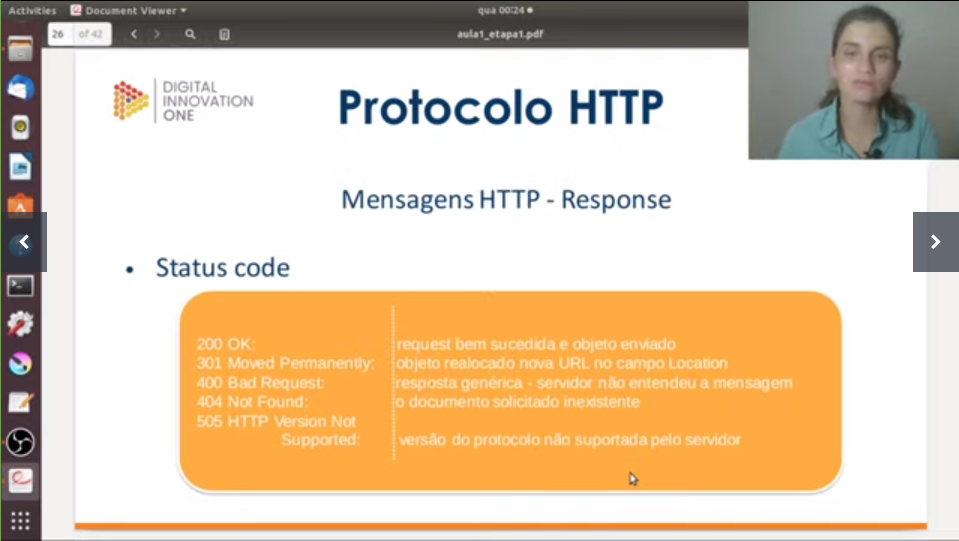 Activities Document Viewer qua 00:24
26 of 42 aula1_etapa1.pdf
DIGITAL
INNOVATION
ONE
Protocolo HTTP
Mensagens HTTP - Response
• Status code
200 OK: request bem sucedida e objeto enviado
301 Moved Permanently: objeto realocado nova URL no campo Location
400 Bad Request: resposta genérica - servidor não entendeu a mensagem
404 Not Found: o documento solicitado inexistente
505 HTTP Version Not
Supported: versão do protocolo não suportada pelo servidor